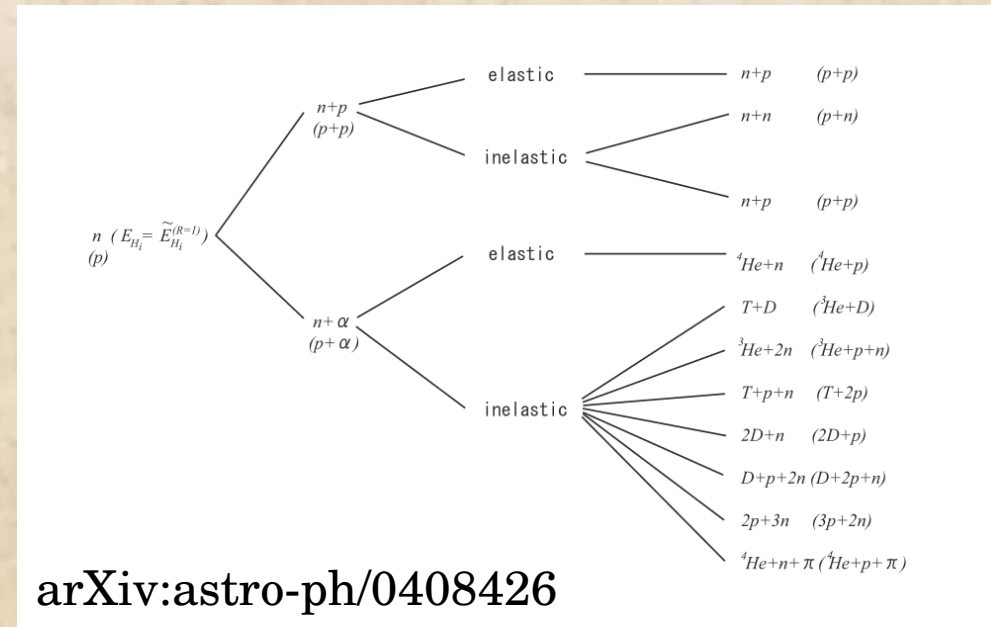 elastic n+p (p+p)
n+p n+n (p+n)
(p+p)
inelastic
n+p (p+p)
n ( E_{H_i} = Ẽ_{H_i}^{(R=1)} )
(p)
elastic ⁴He+n (⁴He+p)
T+D (³He+D)
n+α
(p+α) ³He+2n (³He+p+n)
T+p+n (T+2p)
inelastic
2D+n (2D+p)
D+p+2n (D+2p+n)
2p+3n (3p+2n)
⁴He+n+π (⁴He+p+π)
arXiv:astro-ph/0408426